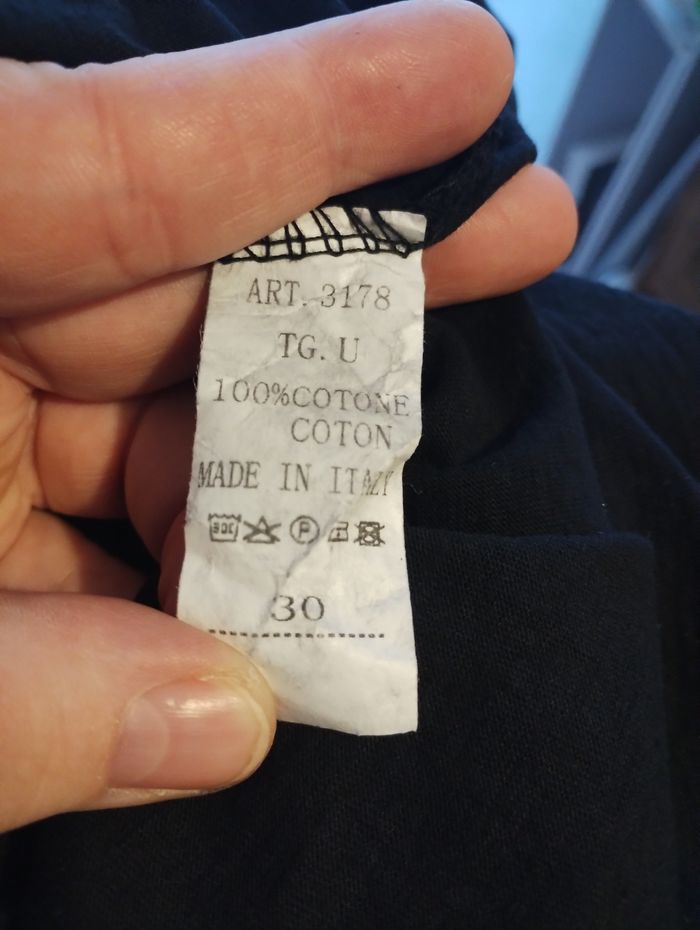 ART. 3178
TG. U
100%COTONE
COTON
MADE IN ITALY
P
30